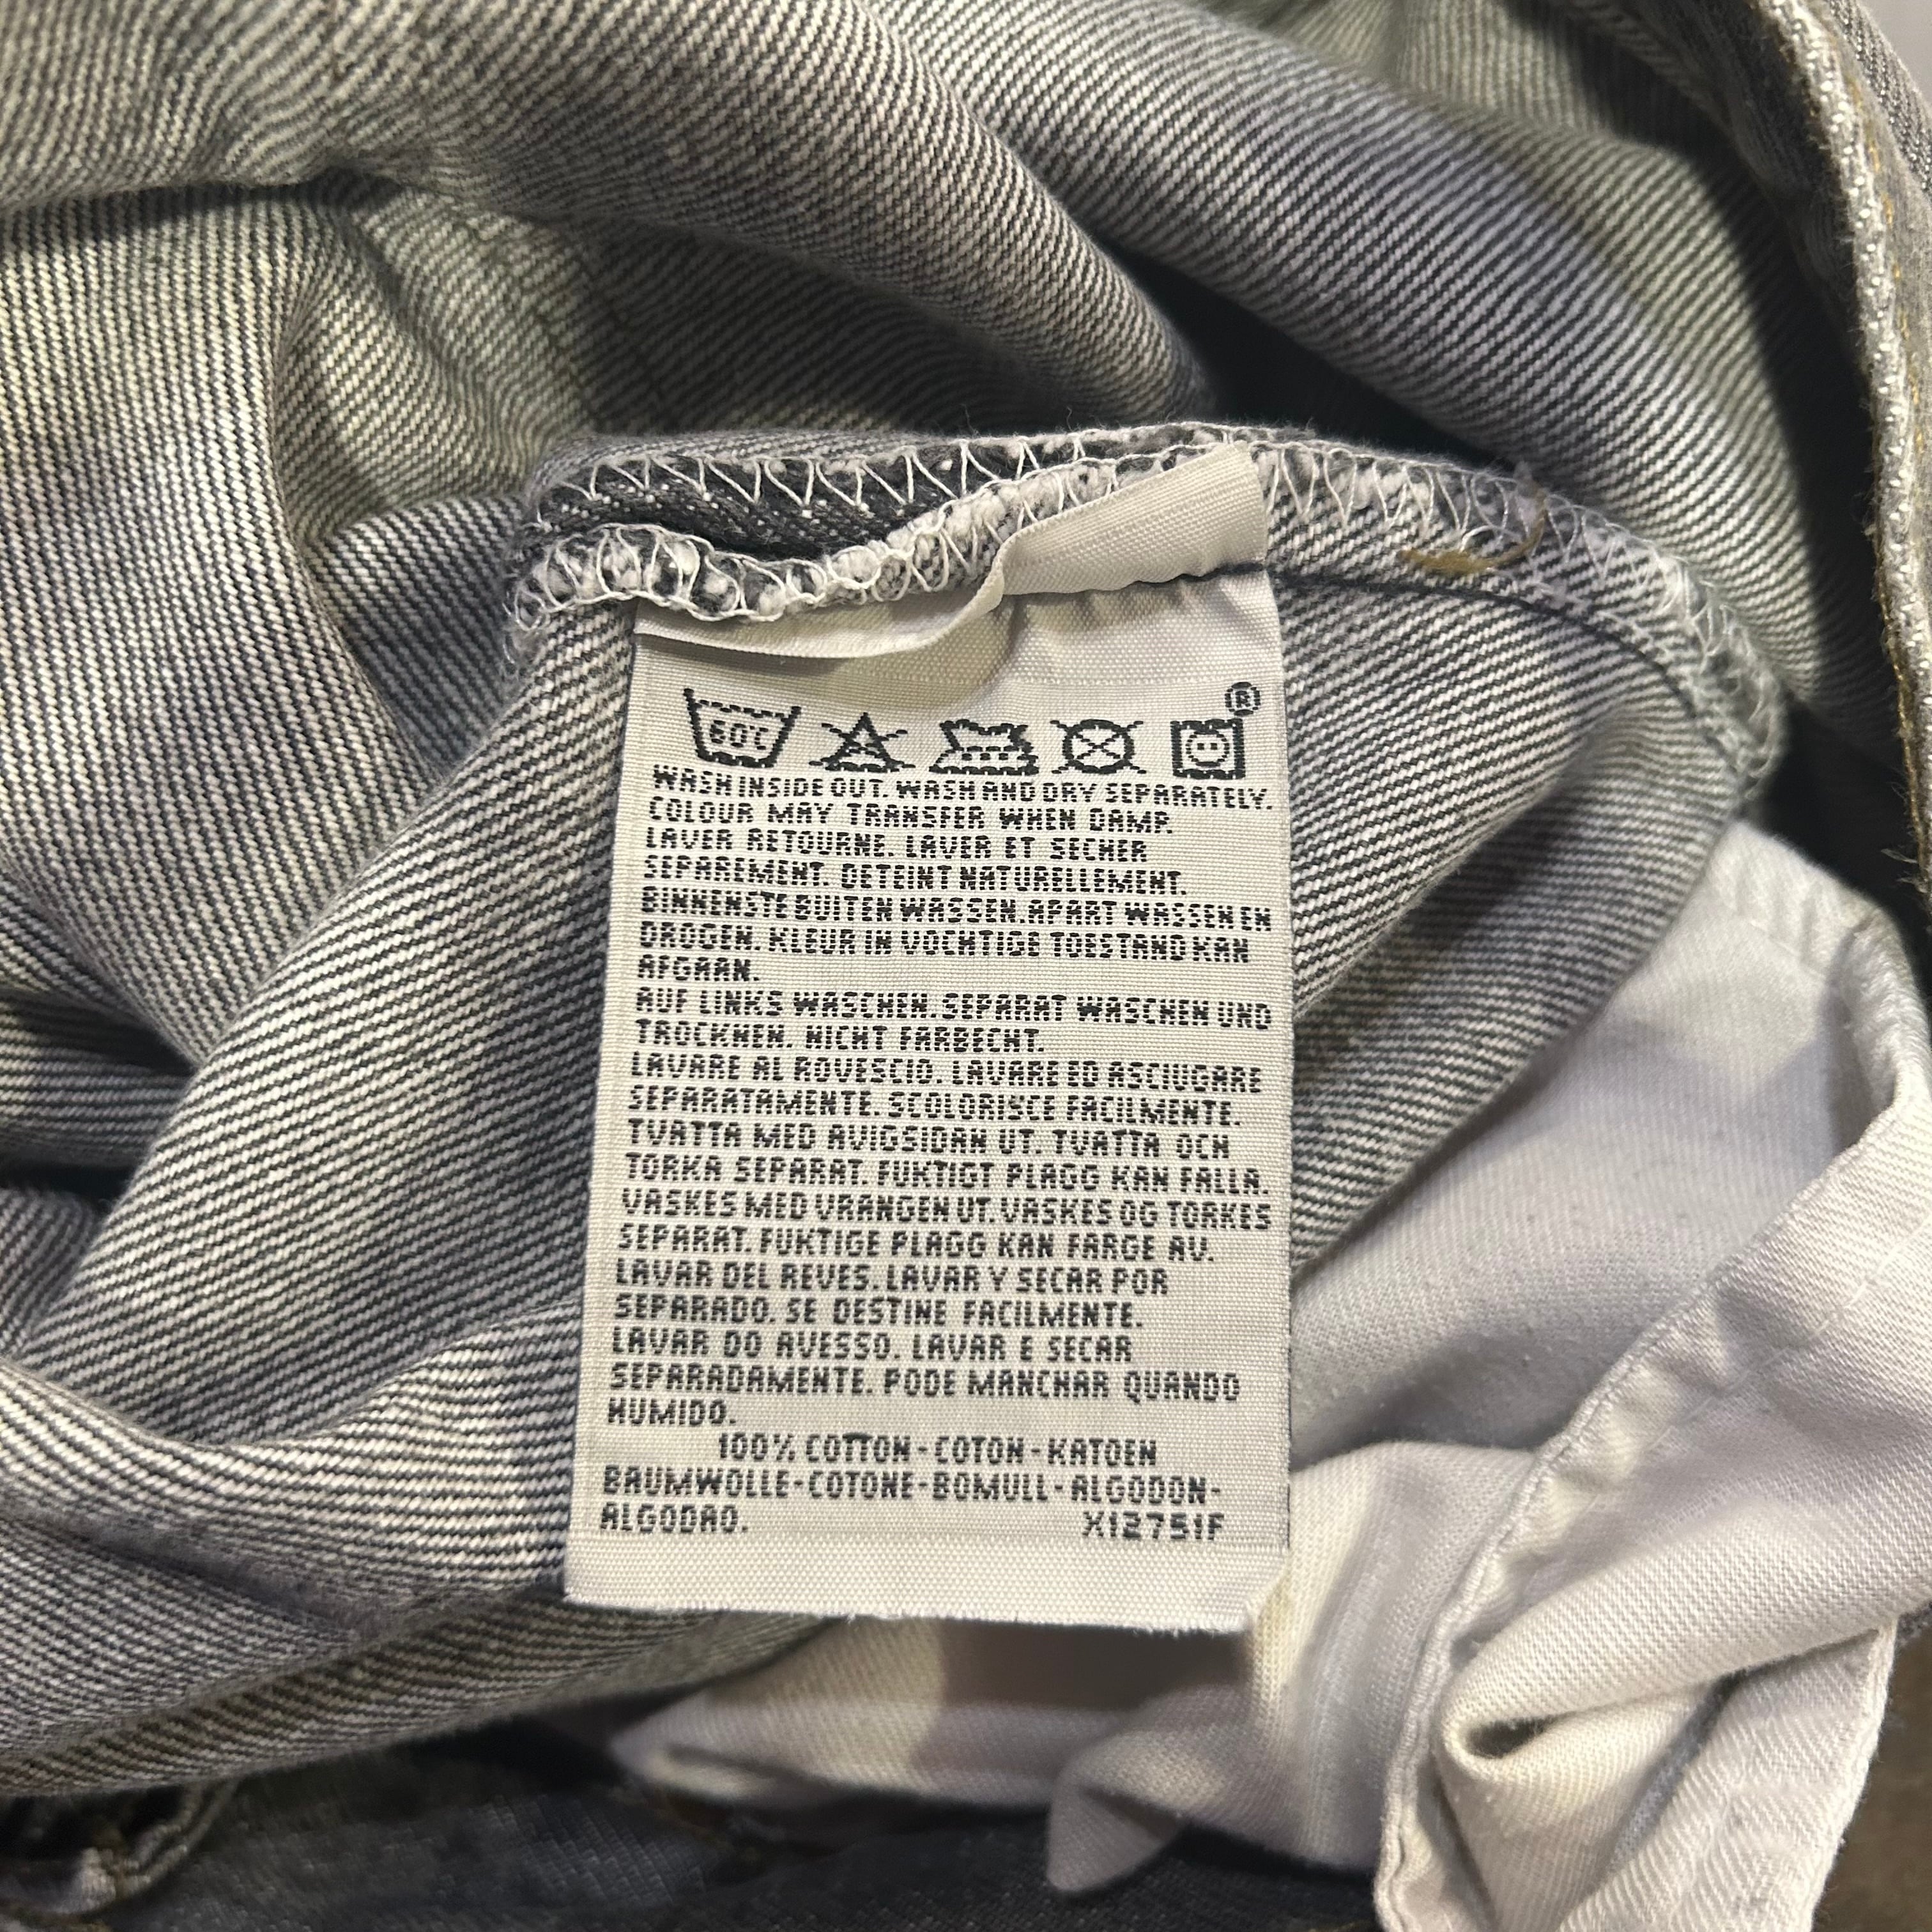 60°C
®
WASH INSIDE OUT. WASH AND DRY SEPARATELY.
COLOUR MAY TRANSFER WHEN DAMP.
LAVER RETOURNE. LAVER ET SECHER
SEPAREMENT. DETEINT NATURELLEMENT.
BINNENSTE BUITEN WASSEN. APART WASSEN EN
DROGEN. KLEUR IN VOCHTIGE TOESTAND KAN
AFGAAN.
AUF LINKS WASCHEN. SEPARAT WASCHEN UND
TROCKNEN. NICHT FARBECHT.
LAVARE AL ROVESCIO. LAVARE ED ASCIUGARE
SEPARATAMENTE. SCOLORISCE FACILMENTE.
TVATTA MED AVIGSIDAN UT. TVATTA OCH
TORKA SEPARAT. FUKTIGT PLAGG KAN FALLA.
VASKES MED VRANGEN UT. VASKES OG TORKES
SEPARAT. FUKTIGE PLAGG KAN FARGE AV.
LAVAR DEL REVES. LAVAR Y SECAR POR
SEPARADO. SE DESTINE FACILMENTE.
LAVAR DO AVESSO. LAVAR E SECAR
SEPARADAMENTE. PODE MANCHAR QUANDO
HUMIDO.
100% COTTON - COTON - KATOEN
BAUMWOLLE - COTONE - BOMULL - ALGODON -
ALGODAO. X12751F